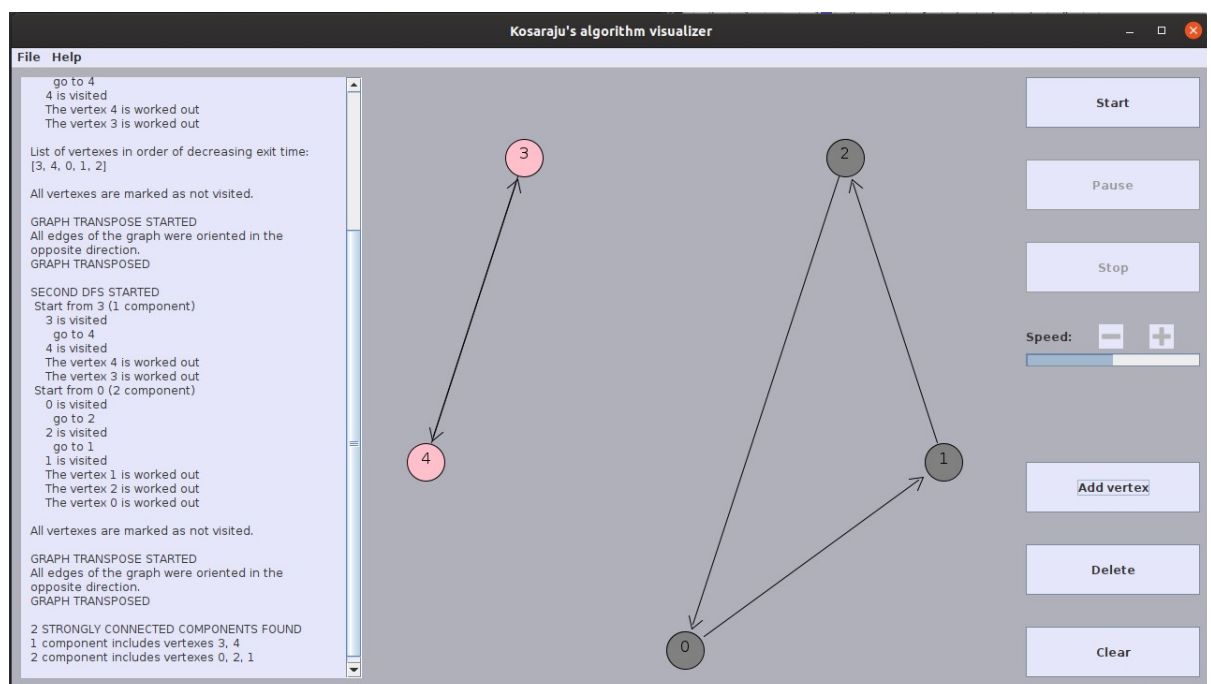 Kosaraju's algorithm visualizer
File Help
go to 4
4 is visited
The vertex 4 is worked out
The vertex 3 is worked out
List of vertexes in order of decreasing exit time:
[3, 4, 0, 1, 2]
All vertexes are marked as not visited.
GRAPH TRANSPOSE STARTED
All edges of the graph were oriented in the
opposite direction.
GRAPH TRANSPOSED
SECOND DFS STARTED
Start from 3 (1 component)
3 is visited
go to 4
4 is visited
The vertex 4 is worked out
The vertex 3 is worked out
Start from 0 (2 component)
0 is visited
go to 2
2 is visited
go to 1
1 is visited
The vertex 1 is worked out
The vertex 2 is worked out
The vertex 0 is worked out
All vertexes are marked as not visited.
GRAPH TRANSPOSE STARTED
All edges of the graph were oriented in the
opposite direction.
GRAPH TRANSPOSED
2 STRONGLY CONNECTED COMPONENTS FOUND
1 component includes vertexes 3, 4
2 component includes vertexes 0, 2, 1
3
2
4
1
0
Start
Pause
Stop
Speed:
Add vertex
Delete
Clear